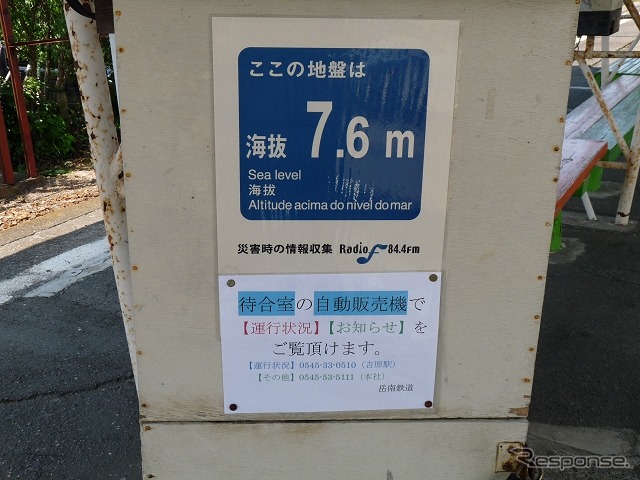 ここの地盤は
海抜 7.6 m
Sea level
海拔
Altitude acima do nível do mar
災害時の情報収集 Radio f 84.4FM
待合室の自動販売機で
【運行状況】【お知らせ】を
ご覧頂けます。
【運行状況】0545-33-0510（吉原駅）
【その他】0545-53-5111（本社）
岳南鉄道
Response.